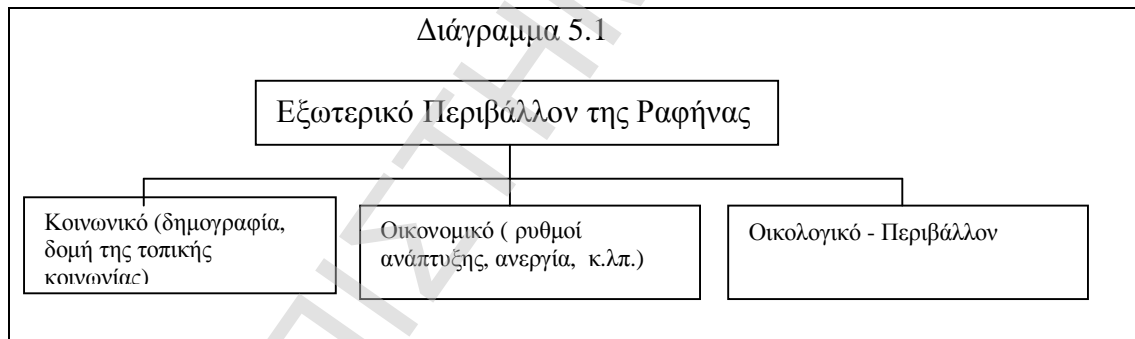 Διάγραμμα 5.1
Εξωτερικό Περιβάλλον της Ραφήνας
Κοινωνικό (δημογραφία,
δομή της τοπικής
κοινωνίας)
Οικονομικό ( ρυθμοί
ανάπτυξης, ανεργία, κ.λπ.)
Οικολογικό - Περιβάλλον